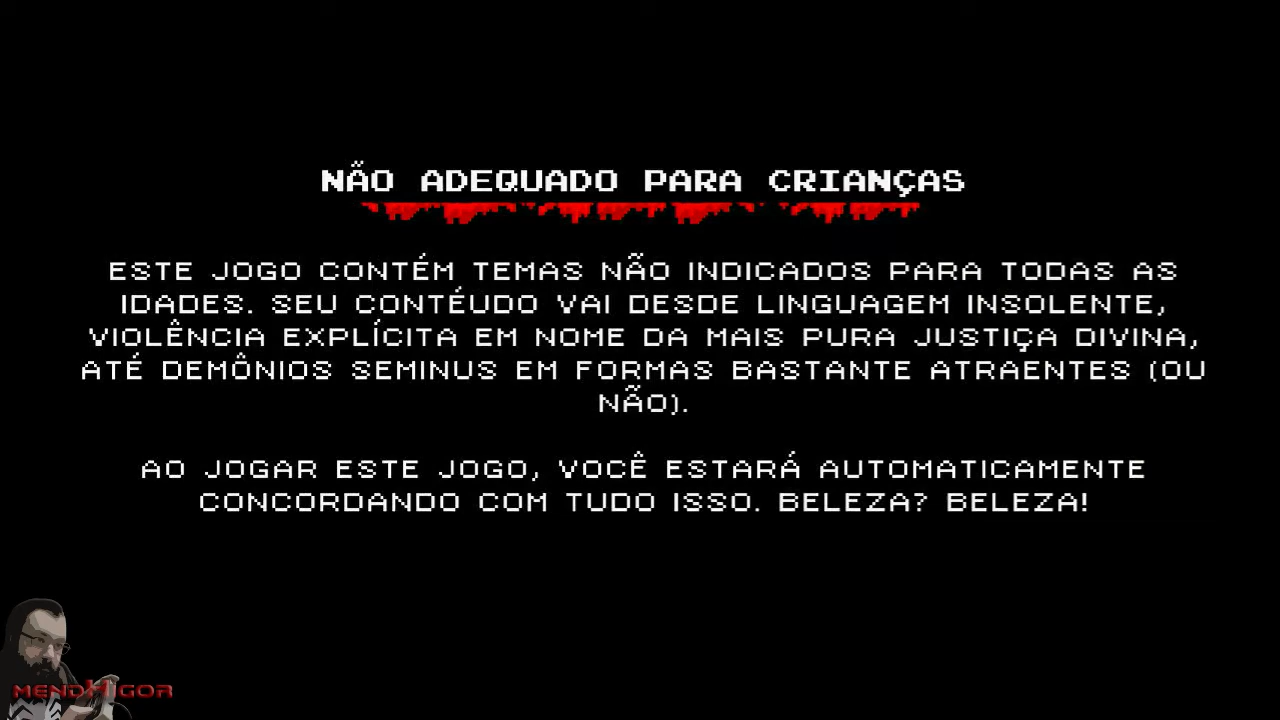 NÃO ADEQUADO PARA CRIANÇAS
ESTE JOGO CONTÉM TEMAS NÃO INDICADOS PARA TODAS AS
IDADES. SEU CONTÉUDO VAI DESDE LINGUAGEM INSOLENTE,
VIOLÊNCIA EXPLÍCITA EM NOME DA MAIS PURA JUSTIÇA DIVINA,
ATÉ DEMÔNIOS SEMINUS EM FORMAS BASTANTE ATRAENTES (OU
NÃO).
AO JOGAR ESTE JOGO, VOCÊ ESTARÁ AUTOMATICAMENTE
CONCORDANDO COM TUDO ISSO. BELEZA? BELEZA!